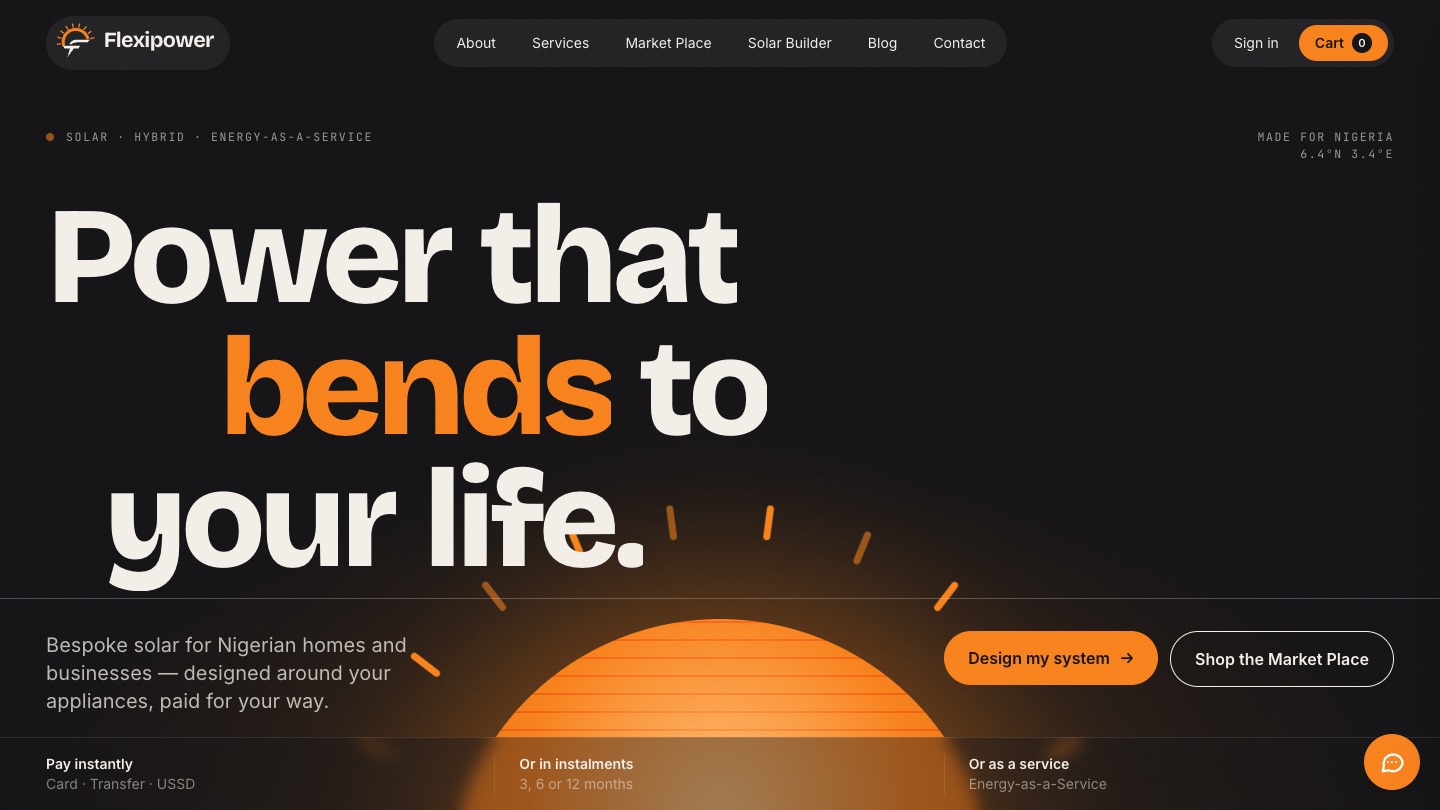 Flexipower
About
Services
Market Place
Solar Builder
Blog
Contact
Sign in
Cart 0
SOLAR · HYBRID · ENERGY-AS-A-SERVICE
MADE FOR NIGERIA
6.4°N 3.4°E
Power that
bends to
your life.
Bespoke solar for Nigerian homes and
businesses — designed around your
appliances, paid for your way.
Design my system →
Shop the Market Place
Pay instantly
Card · Transfer · USSD
Or in instalments
3, 6 or 12 months
Or as a service
Energy-as-a-Service